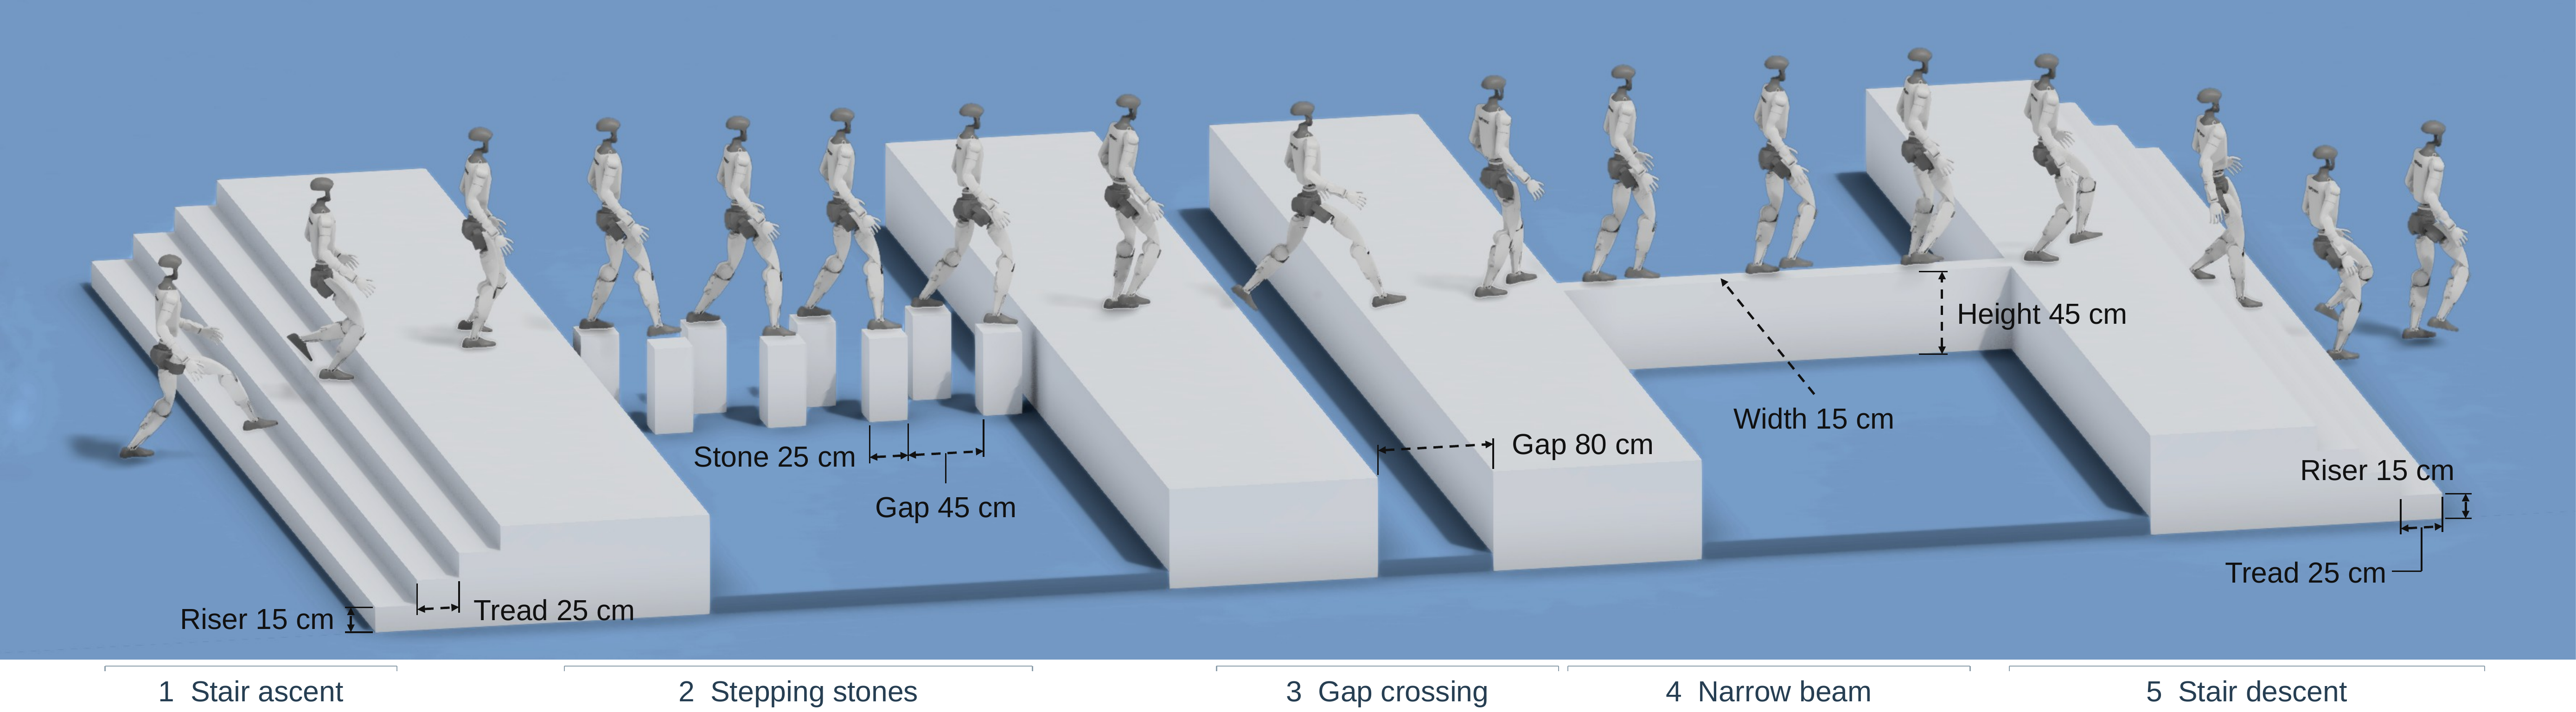 Height 45 cm
Width 15 cm
Stone 25 cm
Gap 45 cm
Gap 80 cm
Riser 15 cm
Tread 25 cm
Riser 15 cm
Tread 25 cm
1 Stair ascent
2 Stepping stones
3 Gap crossing
4 Narrow beam
5 Stair descent